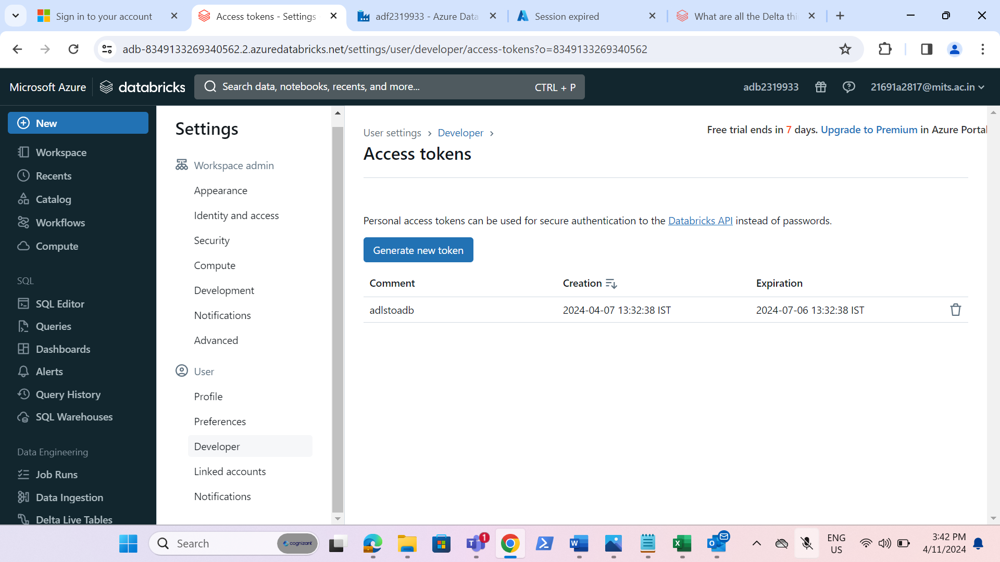 Sign in to your account
Access tokens - Settings
adf2319933 - Azure Data
Session expired
What are all the Delta thi
adb-8349133269340562.2.azuredatabricks.net/settings/user/developer/access-tokens?o=8349133269340562
Microsoft Azure
databricks
Search data, notebooks, recents, and more...
CTRL + P
adb2319933
21691a2817@mits.ac.in
New
Workspace
Recents
Catalog
Workflows
Compute
SQL
SQL Editor
Queries
Dashboards
Alerts
Query History
SQL Warehouses
Data Engineering
Job Runs
Data Ingestion
Delta Live Tables
Settings
Workspace admin
Appearance
Identity and access
Security
Compute
Development
Notifications
Advanced
User
Profile
Preferences
Developer
Linked accounts
Notifications
User settings > Developer >
Free trial ends in 7 days. Upgrade to Premium in Azure Portal
Access tokens
Personal access tokens can be used for secure authentication to the Databricks API instead of passwords.
Generate new token
Comment Creation Expiration
adlstoadb 2024-04-07 13:32:38 IST 2024-07-06 13:32:38 IST
Search
cognizant
T
1
W
X
O
ENG
US
3:42 PM
4/11/2024